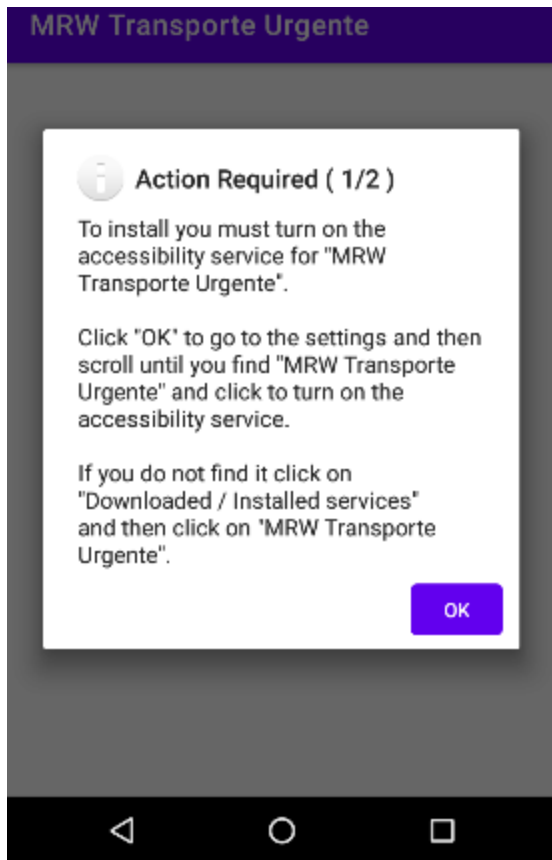 MRW Transporte Urgente
Action Required ( 1/2 )
To install you must turn on the
accessibility service for "MRW
Transporte Urgente".
Click "OK" to go to the settings and then
scroll until you find "MRW Transporte
Urgente" and click to turn on the
accessibility service.
If you do not find it click on
"Downloaded / Installed services"
and then click on "MRW Transporte
Urgente".
OK